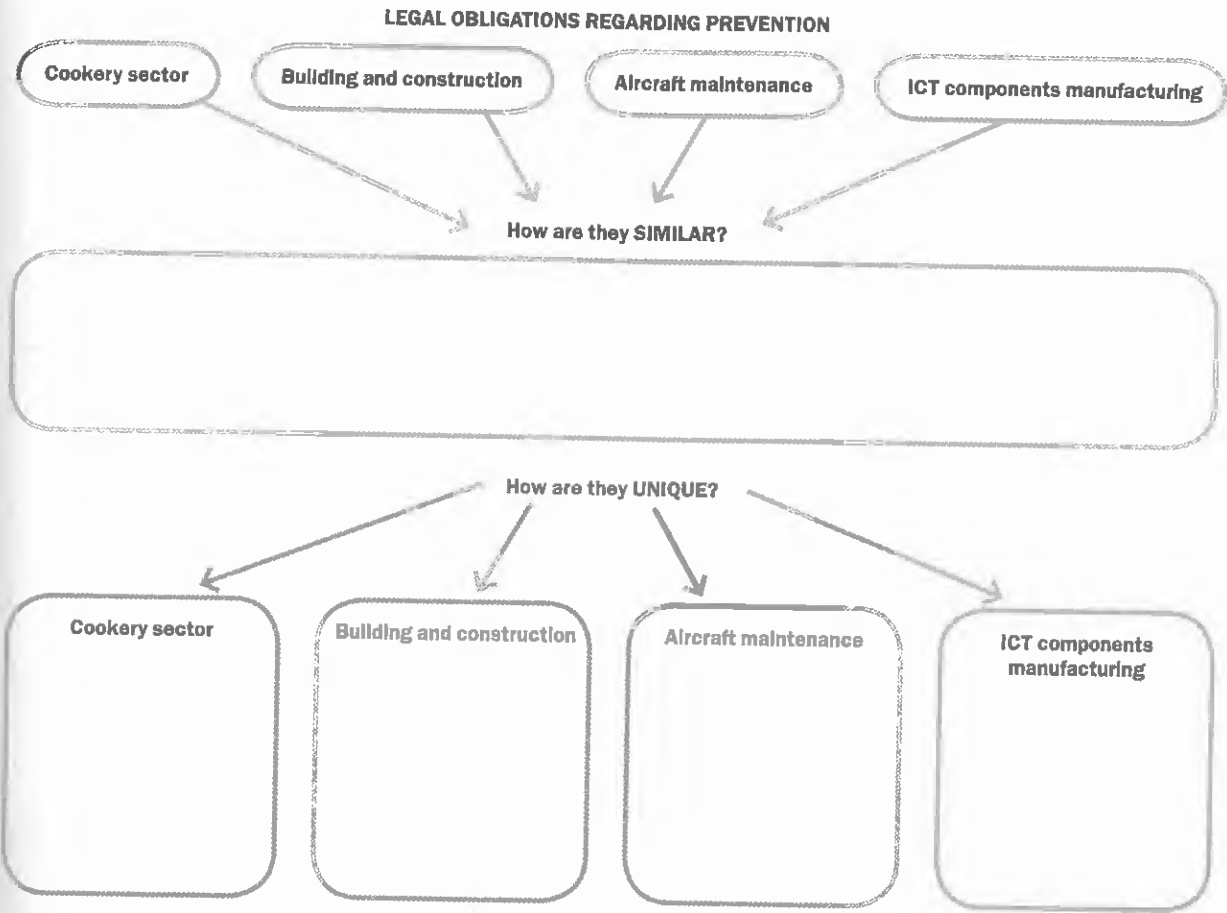 LEGAL OBLIGATIONS REGARDING PREVENTION
Cookery sector
Building and construction
Aircraft maintenance
ICT components manufacturing
How are they SIMILAR?
How are they UNIQUE?
Cookery sector
Building and construction
Aircraft maintenance
ICT components
manufacturing